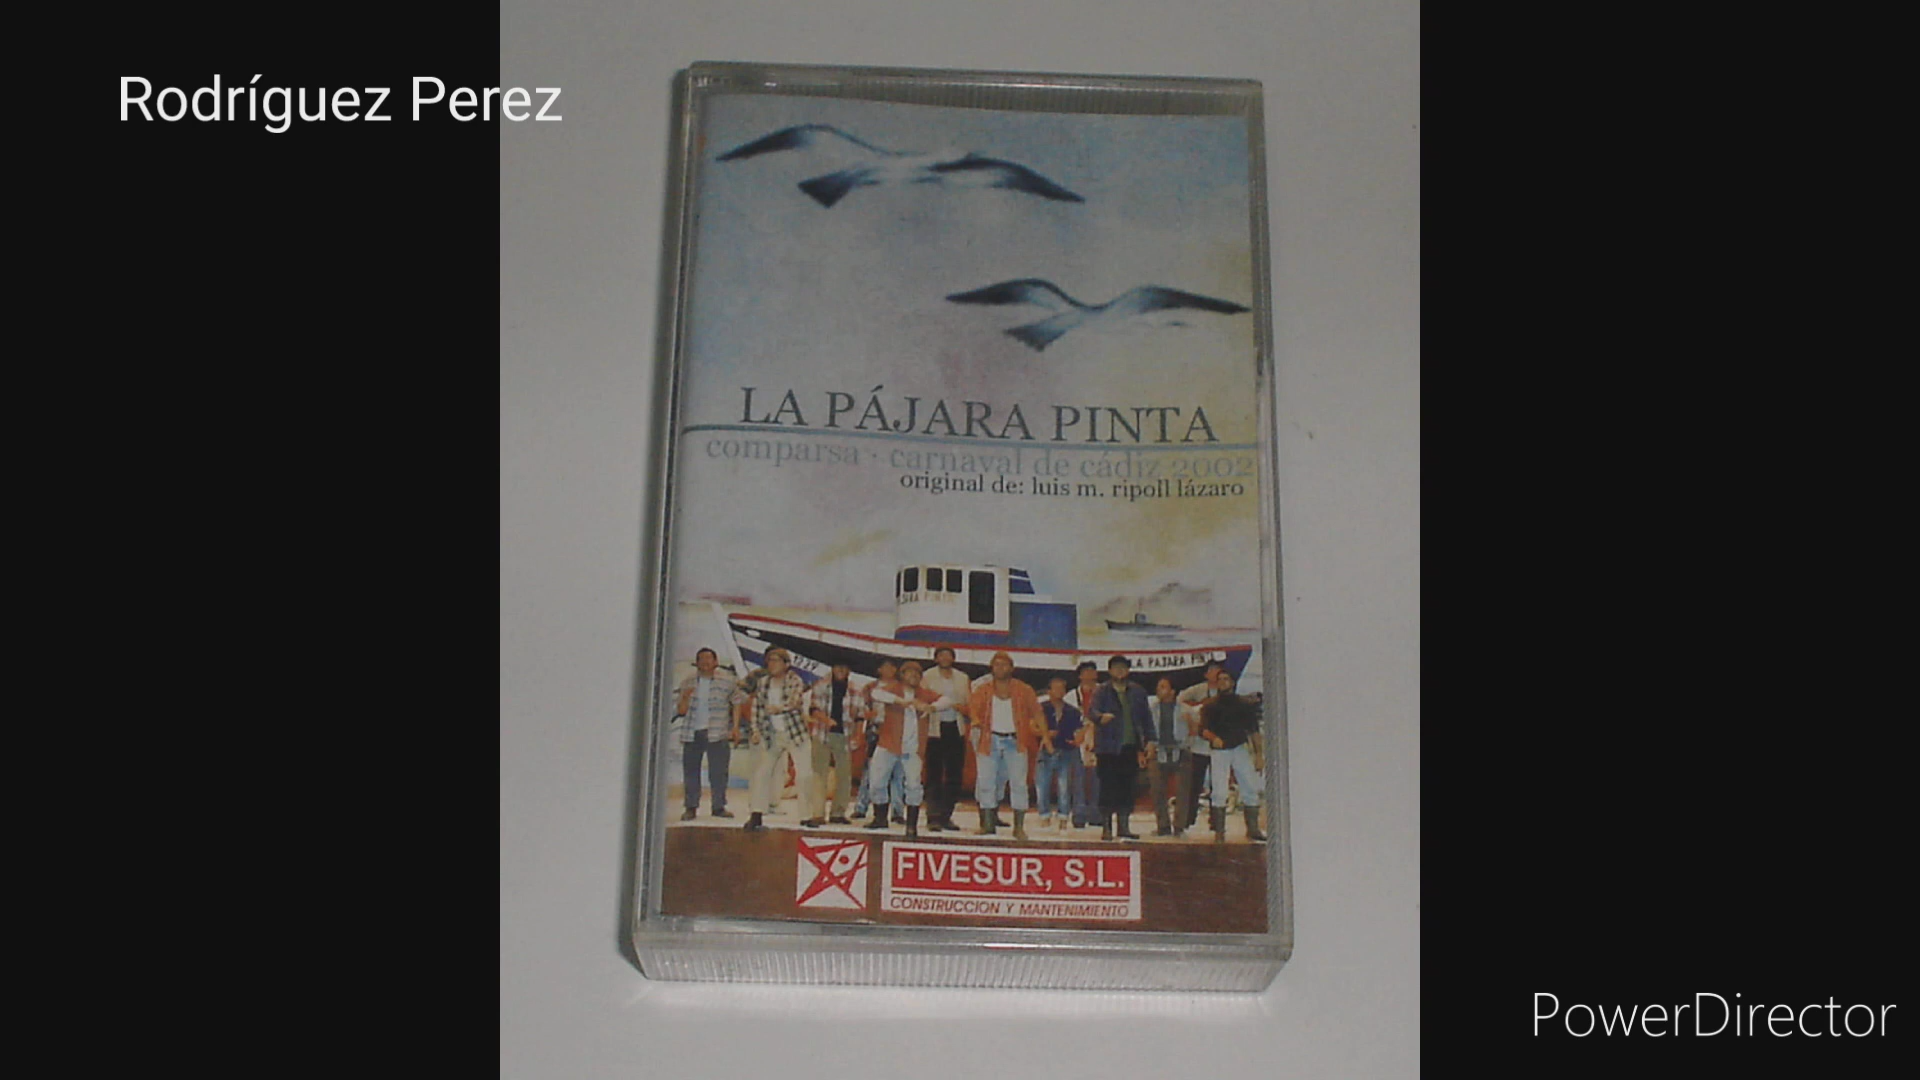 Rodríguez Perez
LA PÁJARA PINTA
comparsa · carnaval de cádiz 2002
original de: luis m. ripoll lázaro
LA PAJARA PINTA
FIVESUR, S.L.
CONSTRUCCION Y MANTENIMIENTO
PowerDirector